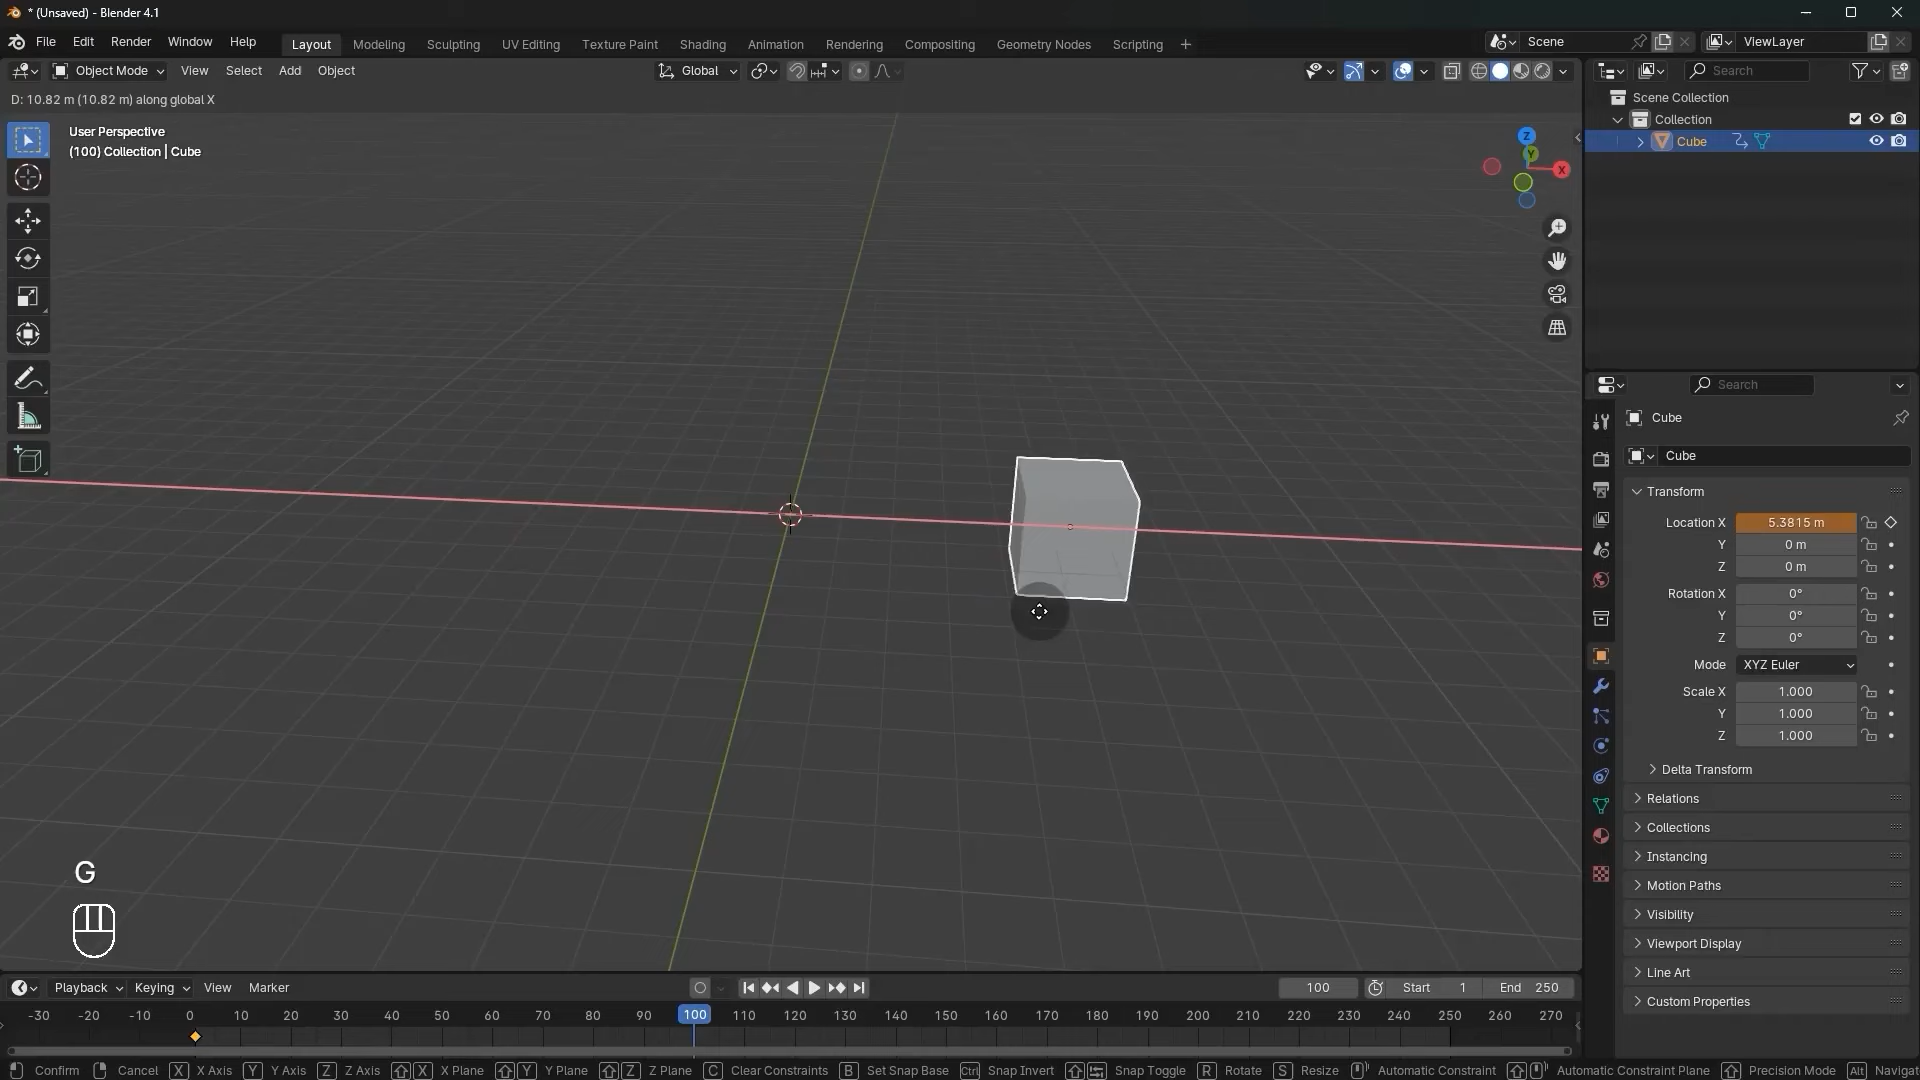 * (Unsaved) - Blender 4.1
File Edit Render Window Help Layout Modeling Sculpting UV Editing Texture Paint Shading Animation Rendering Compositing Geometry Nodes Scripting + Scene ViewLayer
Object Mode View Select Add Object Global Search
D: 10.82 m (10.82 m) along global X
Scene Collection
User Perspective
(100) Collection | Cube
Collection
Cube
Z
Y
X
Search
Cube
Cube
Transform
Location X 5.3815 m
Y 0 m
Z 0 m
Rotation X 0°
Y 0°
Z 0°
Mode XYZ Euler
Scale X 1.000
Y 1.000
Z 1.000
Delta Transform
Relations
Collections
Instancing
Motion Paths
Visibility
Viewport Display
Line Art
Custom Properties
G
Playback Keying View Marker 100 Start 1 End 250
-30 -20 -10 0 10 20 30 40 50 60 70 80 90 100 110 120 130 140 150 160 170 180 190 200 210 220 230 240 250 260 270
Confirm Cancel X X Axis Y Y Axis Z Z Axis X X Plane Y Y Plane Z Z Plane C Clear Constraints B Set Snap Base Ctrl Snap Invert Snap Toggle R Rotate S Resize Automatic Constraint Automatic Constraint Plane Precision Mode Alt Navigat